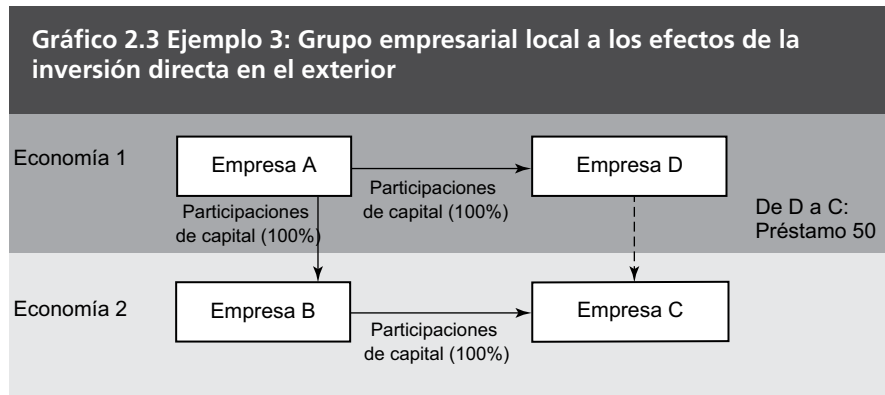 Gráfico 2.3 Ejemplo 3: Grupo empresarial local a los efectos de la
inversión directa en el exterior
Economía 1
Empresa A
Participaciones
de capital (100%)
Empresa D
Participaciones
de capital (100%)
De D a C:
Préstamo 50
Economía 2
Empresa B
Participaciones
de capital (100%)
Empresa C